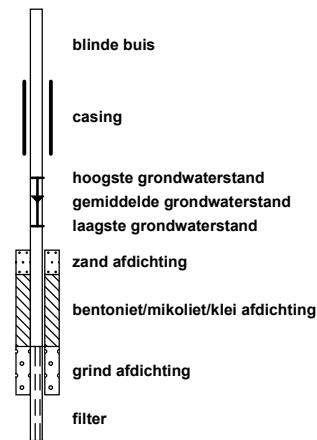 blinde buis
casing
hoogste grondwaterstand
gemiddelde grondwaterstand
laagste grondwaterstand
zand afdichting
bentoniet/mikoliet/klei afdichting
grind afdichting
filter